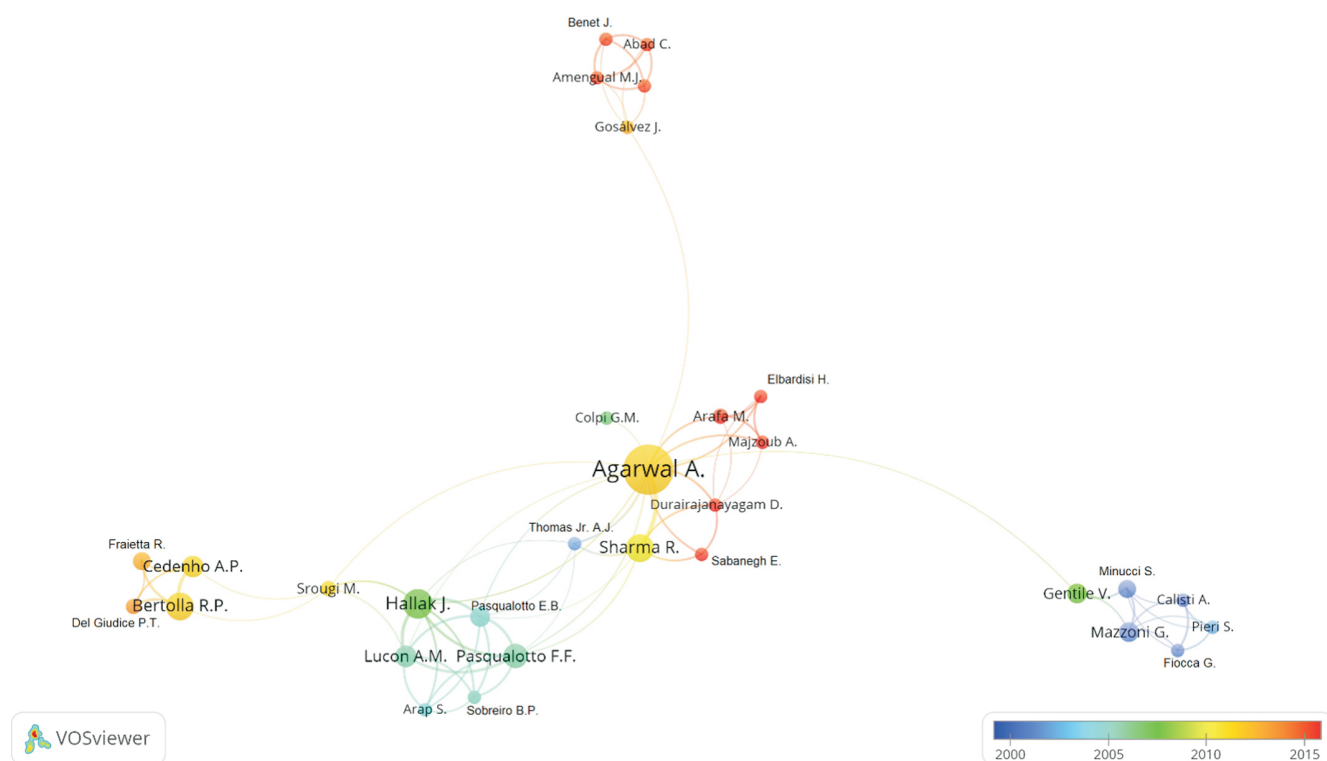 Benet J.
Abad C.
Amengual M.J.
Gosálvez J.
Elbardisi H.
Colpi G.M.
Arafa M.
Majzoub A.
Agarwal A.
Durairajanayagam D.
Thomas Jr. A.J.
Sharma R.
Sabanegh E.
Fraietta R.
Cedenho A.P.
Srougi M.
Bertolla R.P.
Del Giudice P.T.
Hallak J.
Pasqualotto E.B.
Lucon A.M.
Pasqualotto F.F.
Arap S.
Sobreiro B.P.
Minucci S.
Gentile V.
Calisti A.
Mazzoni G.
Pieri S.
Fiocca G.
VOSviewer
2000 2005 2010 2015